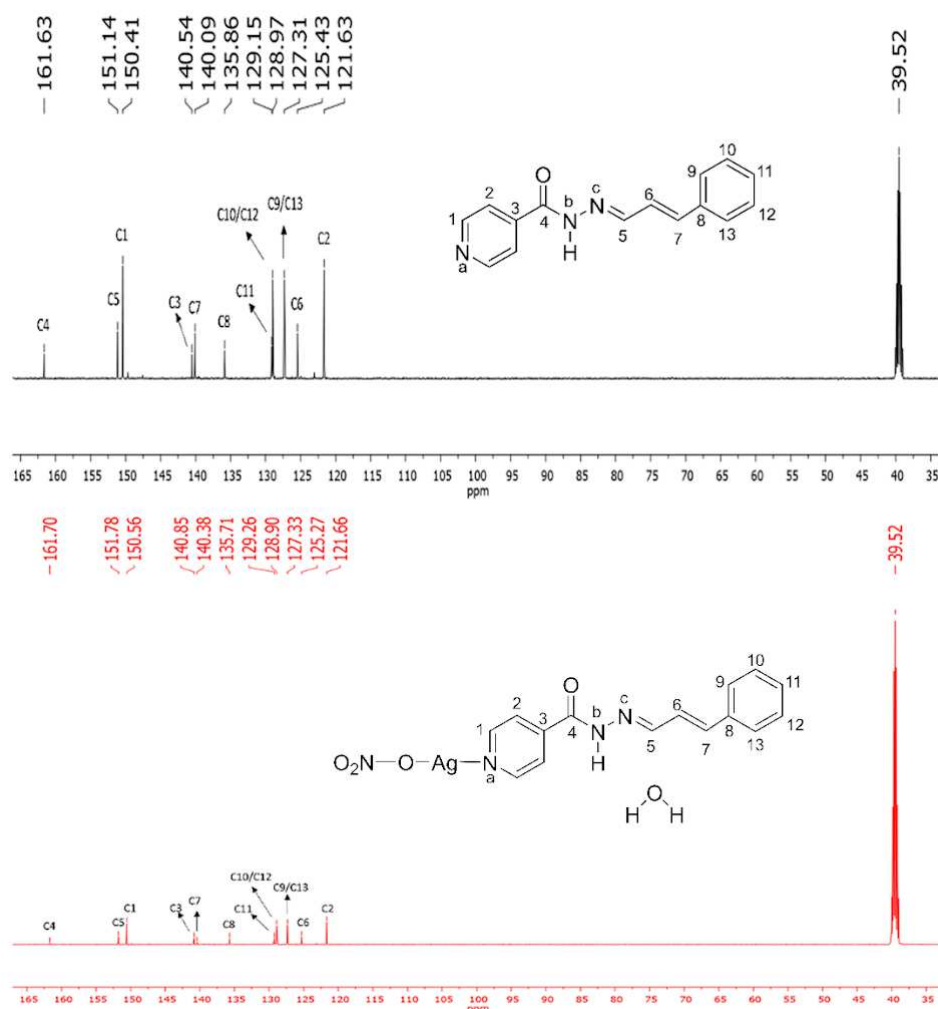 161.63
151.14
150.41
140.54
140.09
135.86
129.15
128.97
127.31
125.43
121.63
39.52
O
10
9
11
12
13
8
7
6
5
c
N
b
N
H
4
3
2
1
N
a
C10/C12
C9/C13
C1
C2
C5
C3
C7
C11
C6
C4
C8
165 160 155 150 145 140 135 130 125 120 115 110 105 100 95 90 85 80 75 70 65 60 55 50 45 40 35
ppm
161.70
151.78
150.56
140.85
140.38
135.71
129.26
128.90
127.33
125.27
121.66
39.52
O
10
9
11
12
13
8
7
6
5
c
N
b
N
H
4
3
2
1
O₂N
O
Ag
N
a
H O H
C10/C12
C9/C13
C7
C1
C3
C11
C2
C4
C5
C8
C6
165 160 155 150 145 140 135 130 125 120 115 110 105 100 95 90 85 80 75 70 65 60 55 50 45 40 35
ppm